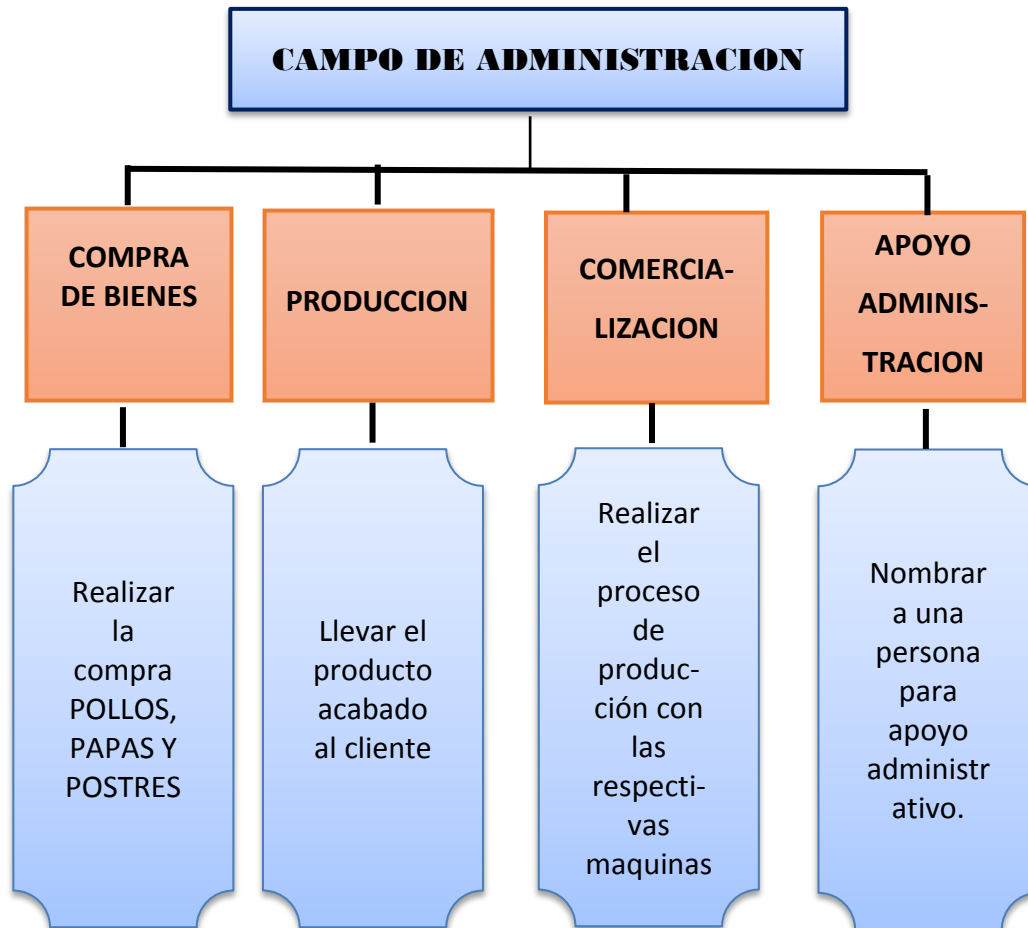 CAMPO DE ADMINISTRACION
COMPRA
DE BIENES
PRODUCCION
COMERCIA-
LIZACION
APOYO
ADMINIS-
TRACION
Realizar
la
compra
POLLOS,
PAPAS Y
POSTRES
Llevar el
producto
acabado
al cliente
Realizar
el
proceso
de
produc-
ción con
las
respecti-
vas
maquinas
Nombrar
a una
persona
para
apoyo
administr
ativo.